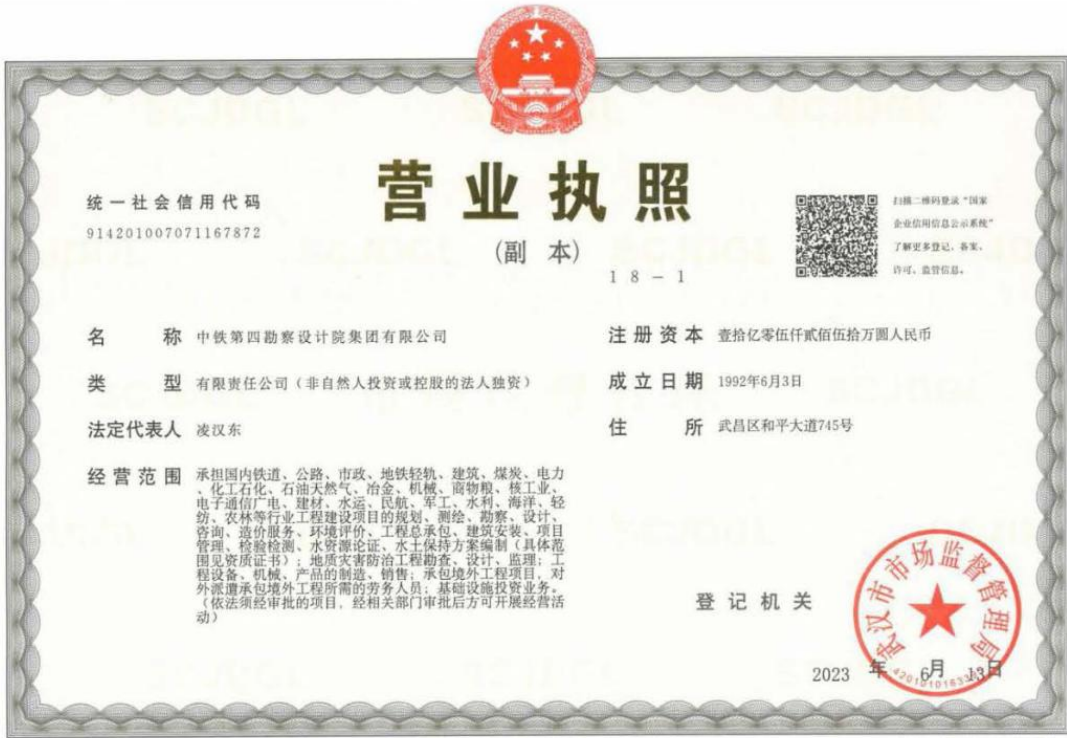 营业执照
(副 本)
18-1
统一社会信用代码
914201007071167872
扫描二维码登录“国家
企业信用信息公示系统”
了解更多登记、备案、
许可、监管信息。
名 称 中铁第四勘察设计院集团有限公司
类 型 有限责任公司（非自然人投资或控股的法人独资）
法定代表人 凌汉东
经营范围 承担国内铁道、公路、市政、地铁轻轨、建筑、煤炭、电力
、化工石化、石油天然气、冶金、机械、商物粮、核工业、
电子通信广电、建材、水运、民航、军工、水利、海洋、轻
纺、农林等行业工程建设项目的规划、测绘、勘察、设计、
咨询、造价服务、环境评价、工程总承包、建筑安装、项目
管理、检验检测、水资源论证、水土保持方案编制（具体范
围见资质证书）；地质灾害防治工程勘查、设计、监理；工
程设备、机械、产品的制造、销售；承包境外工程项目，对
外派遣承包境外工程所需的劳务人员；基础设施投资业务。
（依法须经审批的项目，经相关部门审批后方可开展经营活
动）
注册资本 壹拾亿零伍仟贰佰伍拾万圆人民币
成立日期 1992年6月3日
住 所 武昌区和平大道745号
登记机关
武汉市市场监督管理局
2023 年 6月 13日